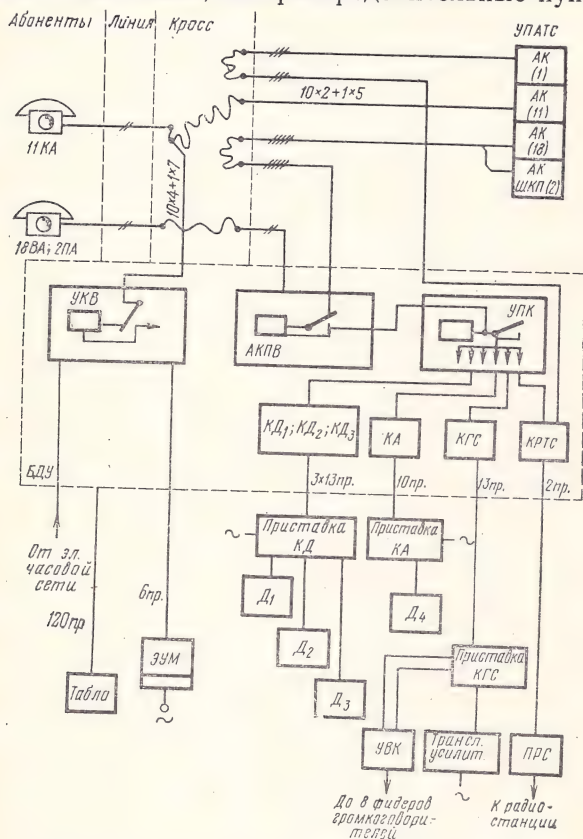 Абоненты
Линия
Кросс
УПАТС
АК
(1)
10×2+1×5
АК
(11)
АК
(18)
АК
ШКП(2)
11КА
10×4+1×7
18ВА; 2ПА
УКВ
АКПВ
УПК
КД1; КД2; КД3
КА
КГС
КРТС
БДУ
3×13пр.
10пр.
13пр.
2пр.
От эл.
часовой
сети
~
Приставка
КД
Приставка
КА
~
120пр
6пр.
Д1
Д2
Д3
Д4
Табло
ЭУМ
~
Приставка
КГС
УВК
Трансл.
усилит.
ПРС
~
До 8 фидеров
громкоговори-
телей
К радио-
станции